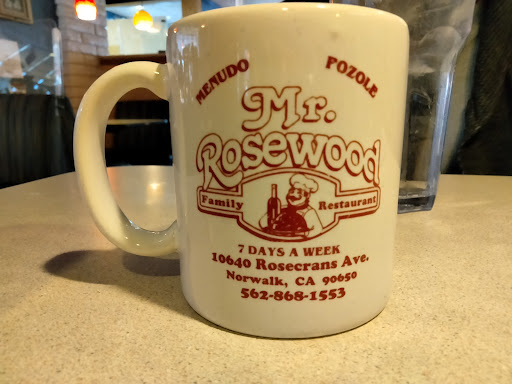 MENUDO POZOLE
Mr.
Rosewood
Family Restaurant
7 DAYS A WEEK
10640 Rosecrans Ave.
Norwalk, CA 90650
562-868-1553